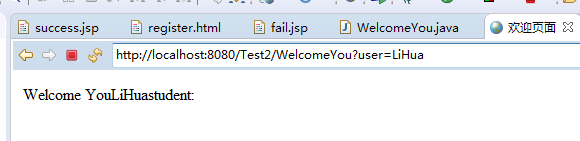 success.jsp register.html fail.jsp WelcomeYou.java 欢迎页面
http://localhost:8080/Test2/WelcomeYou?user=LiHua
Welcome YouLiHuastudent: